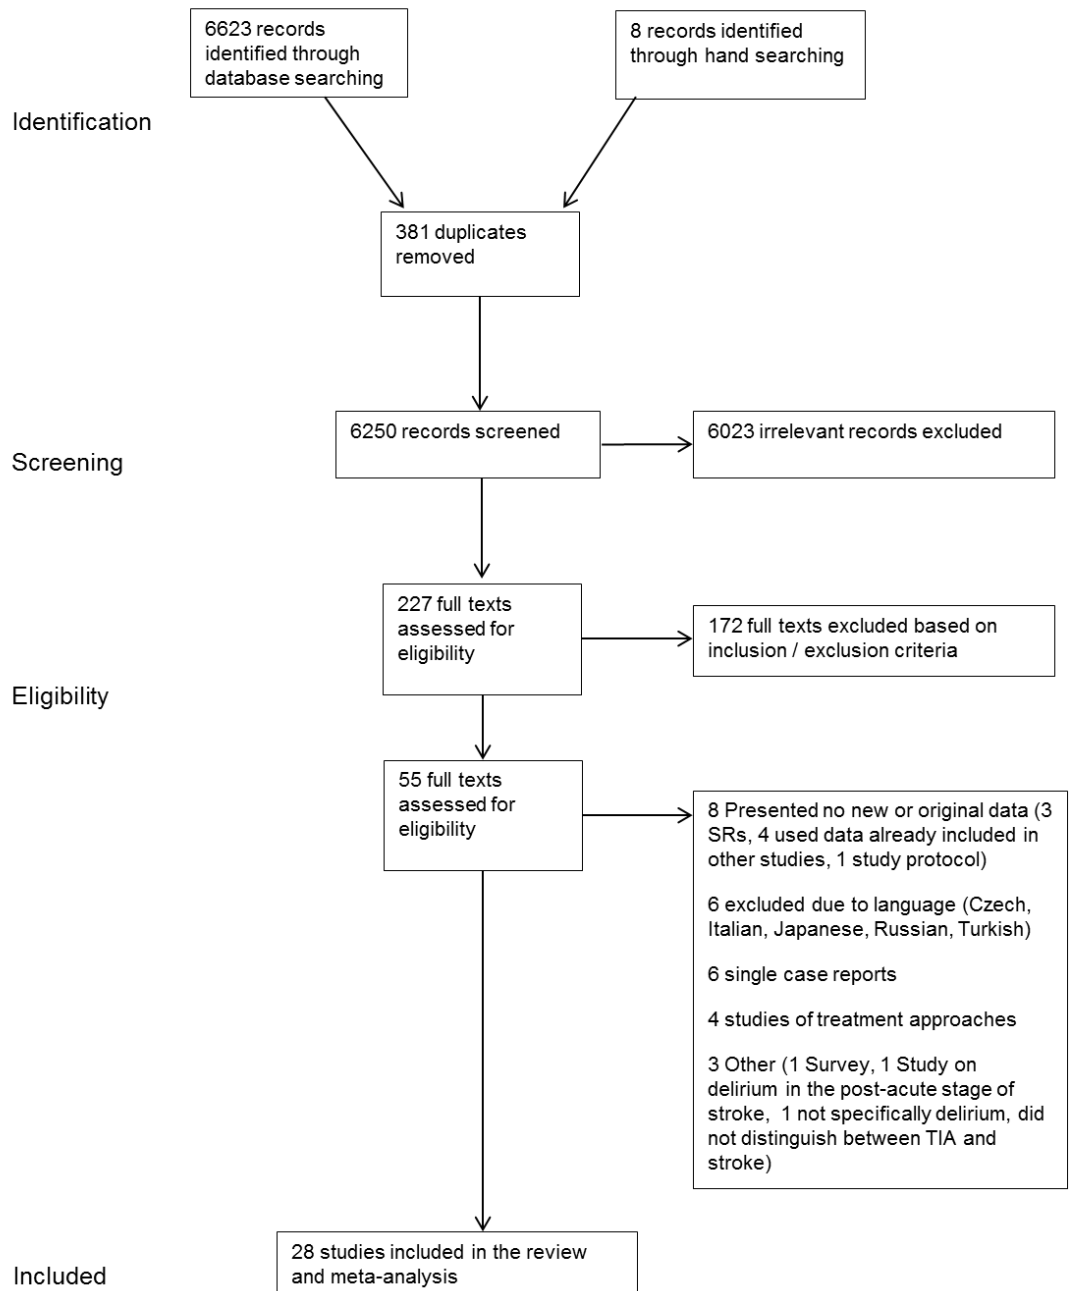 6623 records
identified through
database searching
8 records identified
through hand searching
Identification
381 duplicates
removed
6250 records screened
6023 irrelevant records excluded
Screening
227 full texts
assessed for
eligibility
172 full texts excluded based on
inclusion / exclusion criteria
Eligibility
55 full texts
assessed for
eligibility
8 Presented no new or original data (3
SRs, 4 used data already included in
other studies, 1 study protocol)
6 excluded due to language (Czech,
Italian, Japanese, Russian, Turkish)
6 single case reports
4 studies of treatment approaches
3 Other (1 Survey, 1 Study on
delirium in the post-acute stage of
stroke, 1 not specifically delirium, did
not distinguish between TIA and
stroke)
28 studies included in the review
and meta-analysis
Included